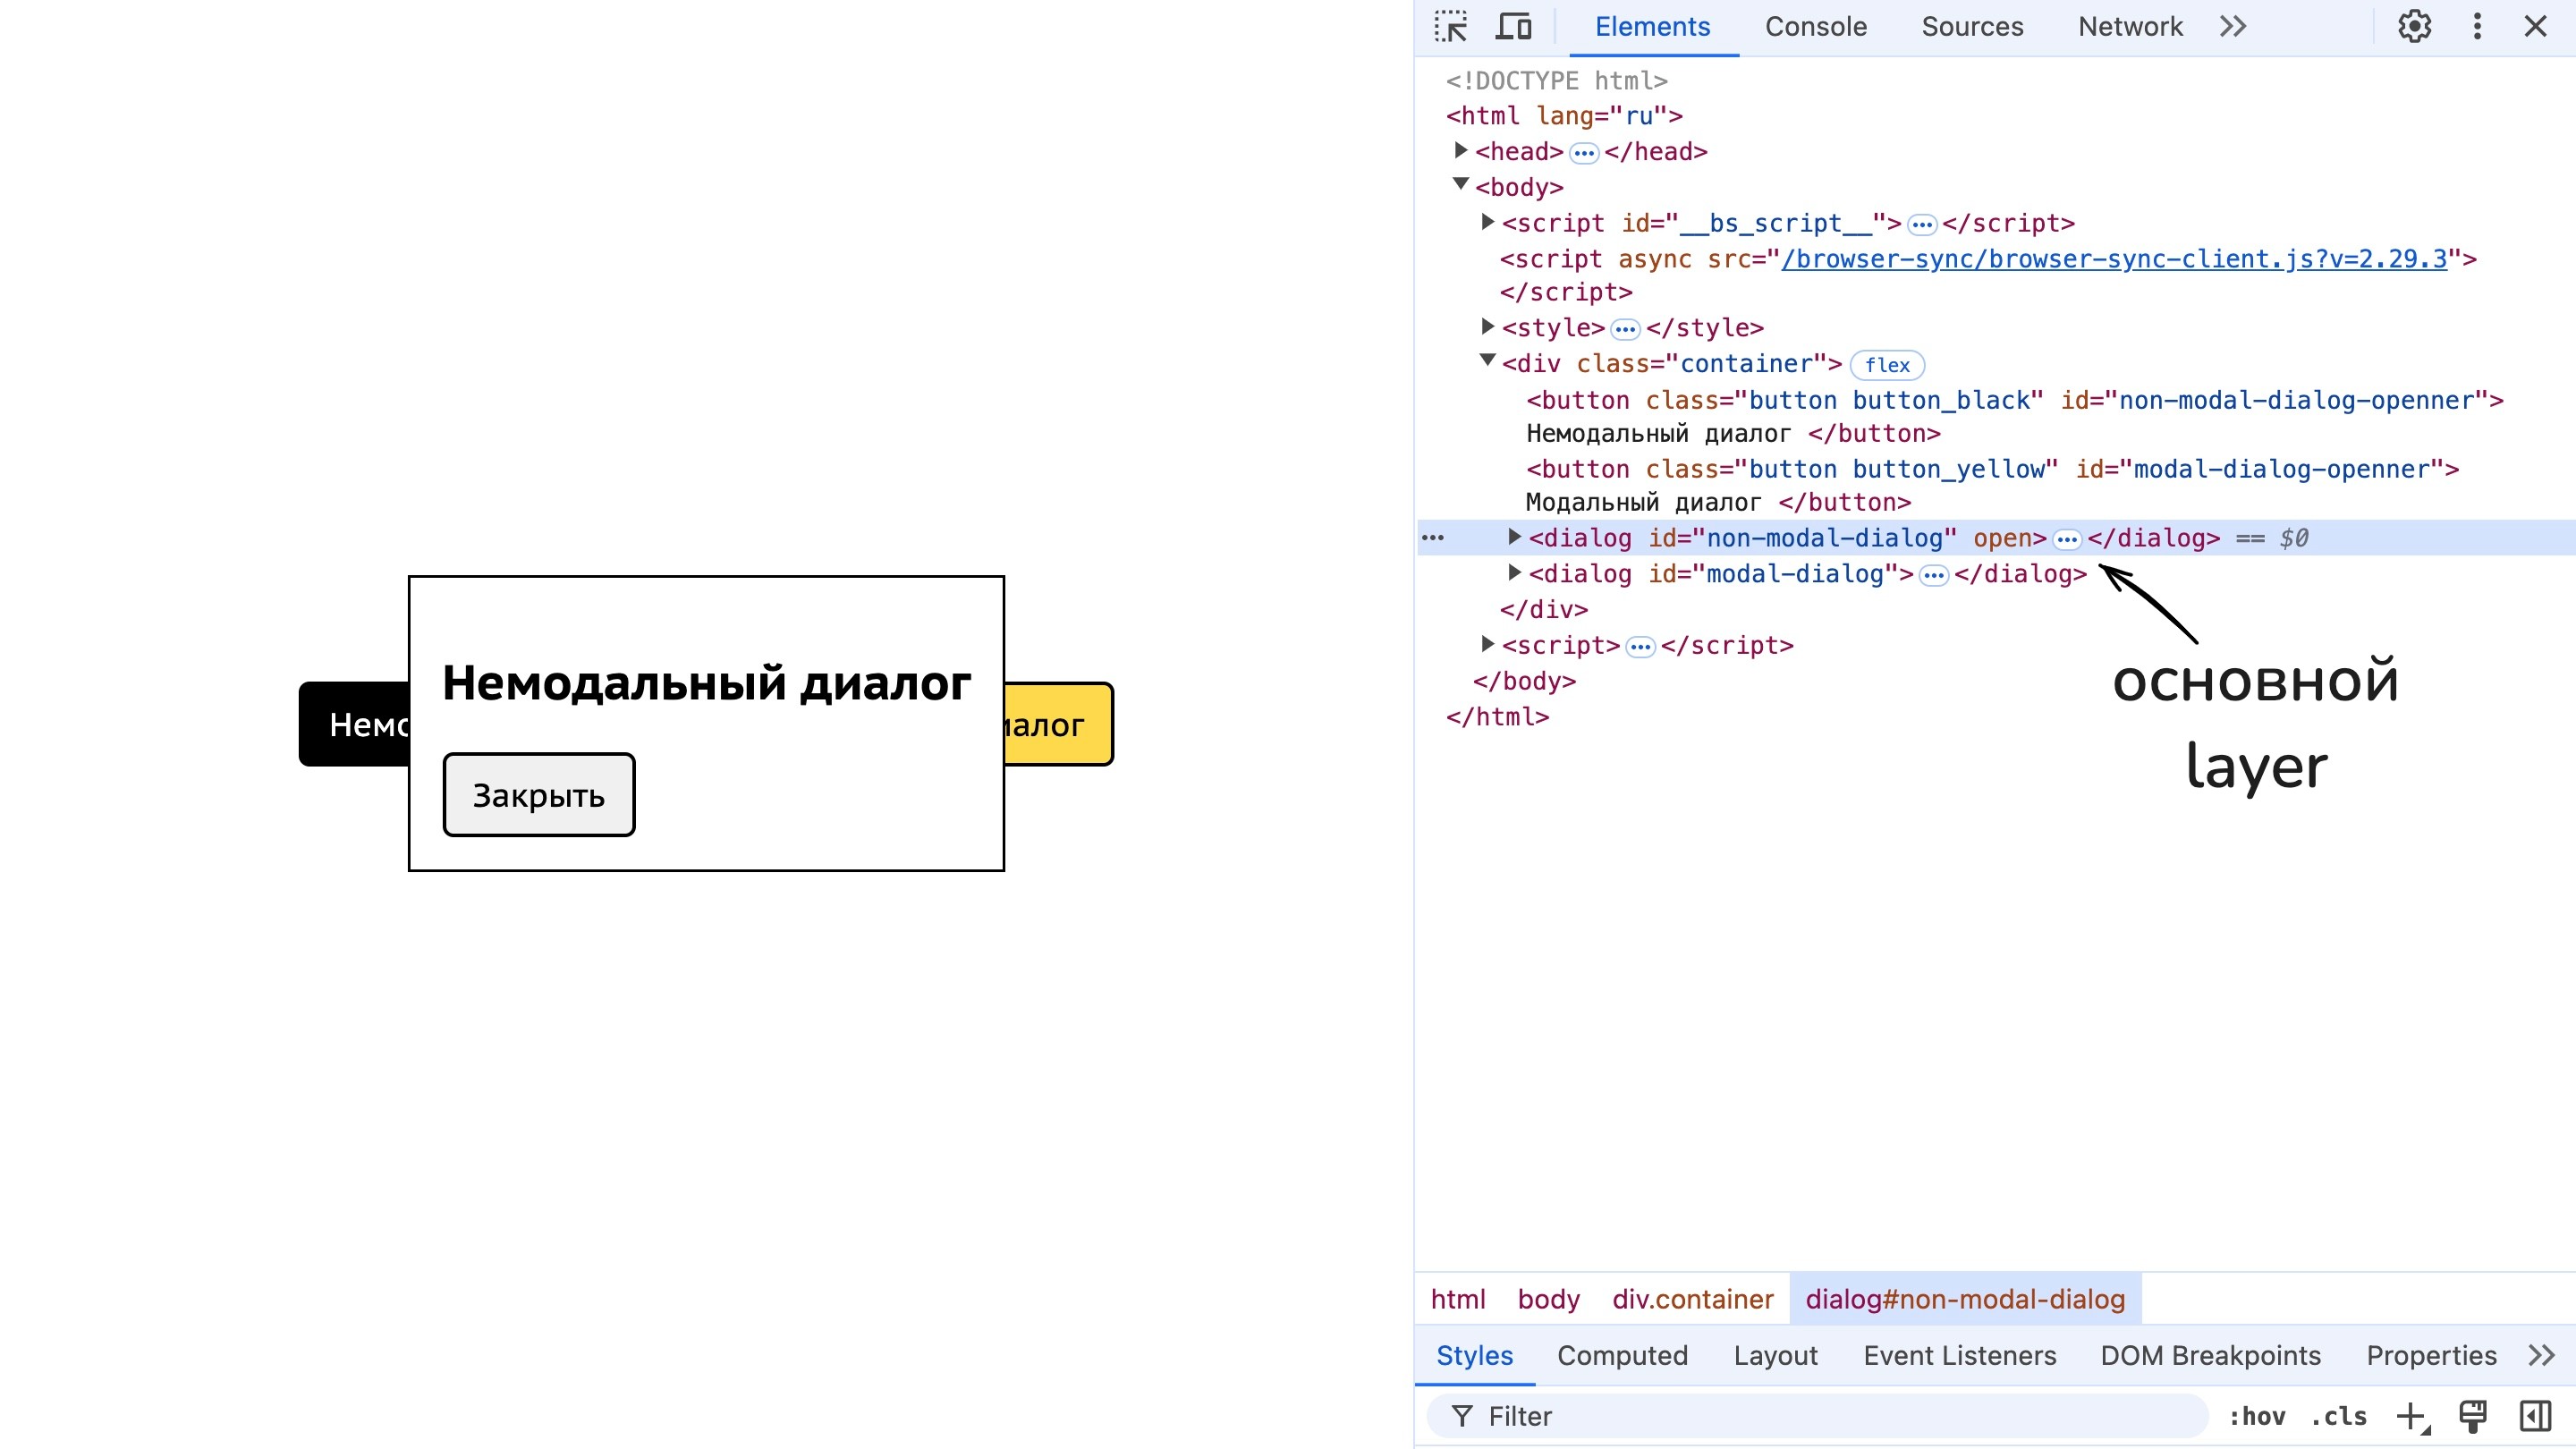 Немодальный диалог
Закрыть
Elements Console Sources Network
<!DOCTYPE html>
<html lang="ru">
<head> </head>
<body>
<script id="__bs_script__"> </script>
<script async src="/browser-sync/browser-sync-client.js?v=2.29.3">
</script>
<style> </style>
<div class="container"> flex
<button class="button button_black" id="non-modal-dialog-openner">
Немодальный диалог </button>
<button class="button button_yellow" id="modal-dialog-openner">
Модальный диалог </button>
<dialog id="non-modal-dialog" open> </dialog> == $0
<dialog id="modal-dialog"> </dialog>
</div>
<script> </script>
</body>
</html>
основной
layer
html body div.container dialog#non-modal-dialog
Styles Computed Layout Event Listeners DOM Breakpoints Properties
Filter :hov .cls